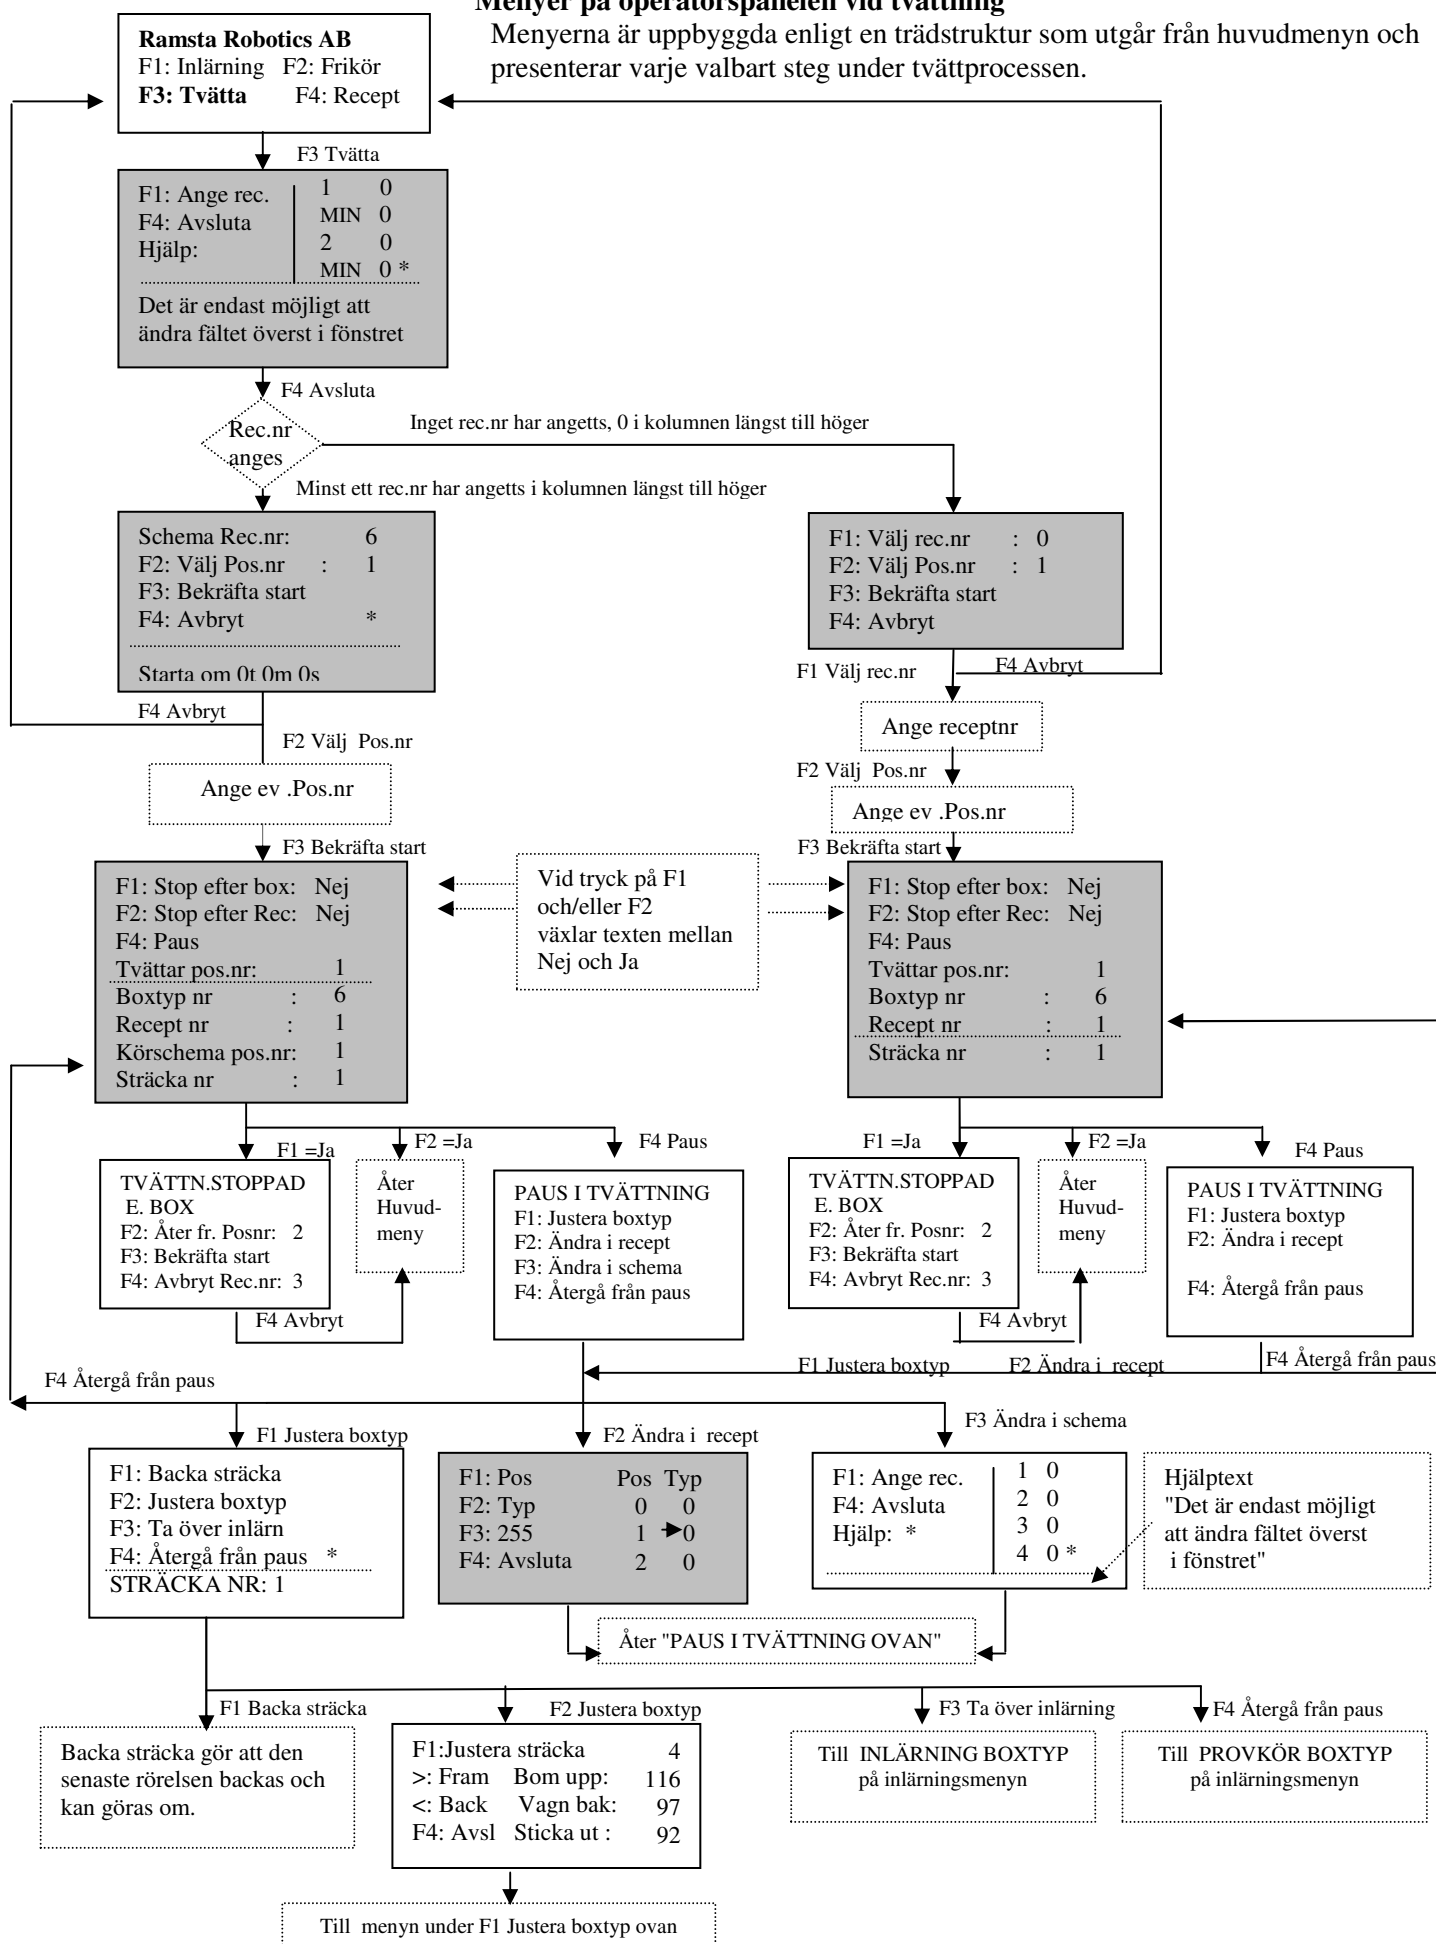 Menyer på operatörspanelen vid tvättning
Menyerna är uppbyggda enligt en trädstruktur som utgår från huvudmenyn och
presenterar varje valbart steg under tvättprocessen.
Ramsta Robotics AB
F1: Inlärning F2: Frikör
F3: Tvätta F4: Recept
F3 Tvätta
F1: Ange rec. 1 0
F4: Avsluta MIN 0
Hjälp: 2 0
MIN 0 *
Det är endast möjligt att
ändra fältet överst i fönstret
F4 Avsluta
Rec.nr
anges
Inget rec.nr har angetts, 0 i kolumnen längst till höger
Minst ett rec.nr har angetts i kolumnen längst till höger
Schema Rec.nr: 6
F2: Välj Pos.nr : 1
F3: Bekräfta start
F4: Avbryt *
Starta om 0t 0m 0s
F4 Avbryt
F2 Välj Pos.nr
Ange ev .Pos.nr
F3 Bekräfta start
F1: Välj rec.nr : 0
F2: Välj Pos.nr : 1
F3: Bekräfta start
F4: Avbryt
F1 Välj rec.nr
F4 Avbryt
Ange receptnr
F2 Välj Pos.nr
Ange ev .Pos.nr
F3 Bekräfta start
F1: Stop efter box: Nej
F2: Stop efter Rec: Nej
F4: Paus
Tvättar pos.nr: 1
Boxtyp nr : 6
Recept nr : 1
Körschema pos.nr: 1
Sträcka nr : 1
Vid tryck på F1
och/eller F2
växlar texten mellan
Nej och Ja
F1: Stop efter box: Nej
F2: Stop efter Rec: Nej
F4: Paus
Tvättar pos.nr: 1
Boxtyp nr : 6
Recept nr : 1
Sträcka nr : 1
F1 =Ja
F2 =Ja
F4 Paus
TVÄTTN.STOPPAD
E. BOX
F2: Åter fr. Posnr: 2
F3: Bekräfta start
F4: Avbryt Rec.nr: 3
Åter
Huvud-
meny
PAUS I TVÄTTNING
F1: Justera boxtyp
F2: Ändra i recept
F3: Ändra i schema
F4: Återgå från paus
F4 Avbryt
F1 =Ja
F2 =Ja
F4 Paus
TVÄTTN.STOPPAD
E. BOX
F2: Åter fr. Posnr: 2
F3: Bekräfta start
F4: Avbryt Rec.nr: 3
Åter
Huvud-
meny
PAUS I TVÄTTNING
F1: Justera boxtyp
F2: Ändra i recept
F4: Återgå från paus
F4 Avbryt
F1 Justera boxtyp
F2 Ändra i recept
F4 Återgå från paus
F4 Återgå från paus
F1 Justera boxtyp
F2 Ändra i recept
F3 Ändra i schema
F1: Backa sträcka
F2: Justera boxtyp
F3: Ta över inlärn
F4: Återgå från paus *
STRÄCKA NR: 1
F1: Pos Pos Typ
F2: Typ 0 0
F3: 255 1 0
F4: Avsluta 2 0
F1: Ange rec. 1 0
F4: Avsluta 2 0
Hjälp: * 3 0
4 0 *
Hjälptext
"Det är endast möjligt
att ändra fältet överst
i fönstret"
Åter "PAUS I TVÄTTNING OVAN"
F1 Backa sträcka
F2 Justera boxtyp
F3 Ta över inlärning
F4 Återgå från paus
Backa sträcka gör att den
senaste rörelsen backas och
kan göras om.
F1:Justera sträcka 4
>: Fram Bom upp: 116
<: Back Vagn bak: 97
F4: Avsl Sticka ut : 92
Till INLÄRNING BOXTYP
på inlärningsmenyn
Till PROVKÖR BOXTYP
på inlärningsmenyn
Till menyn under F1 Justera boxtyp ovan